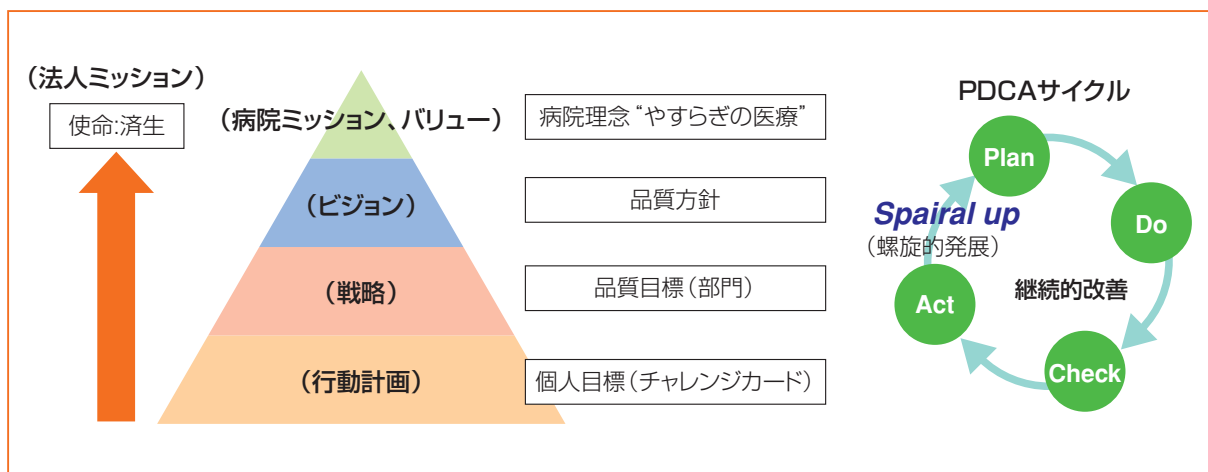 （法人ミッション）
使命:済生
（病院ミッション、バリュー）
病院理念“やすらぎの医療”
（ビジョン）
品質方針
（戦略）
品質目標（部門）
（行動計画）
個人目標（チャレンジカード）
PDCAサイクル
Plan
Do
Check
Act
Spairal up
（螺旋的発展）
継続的改善